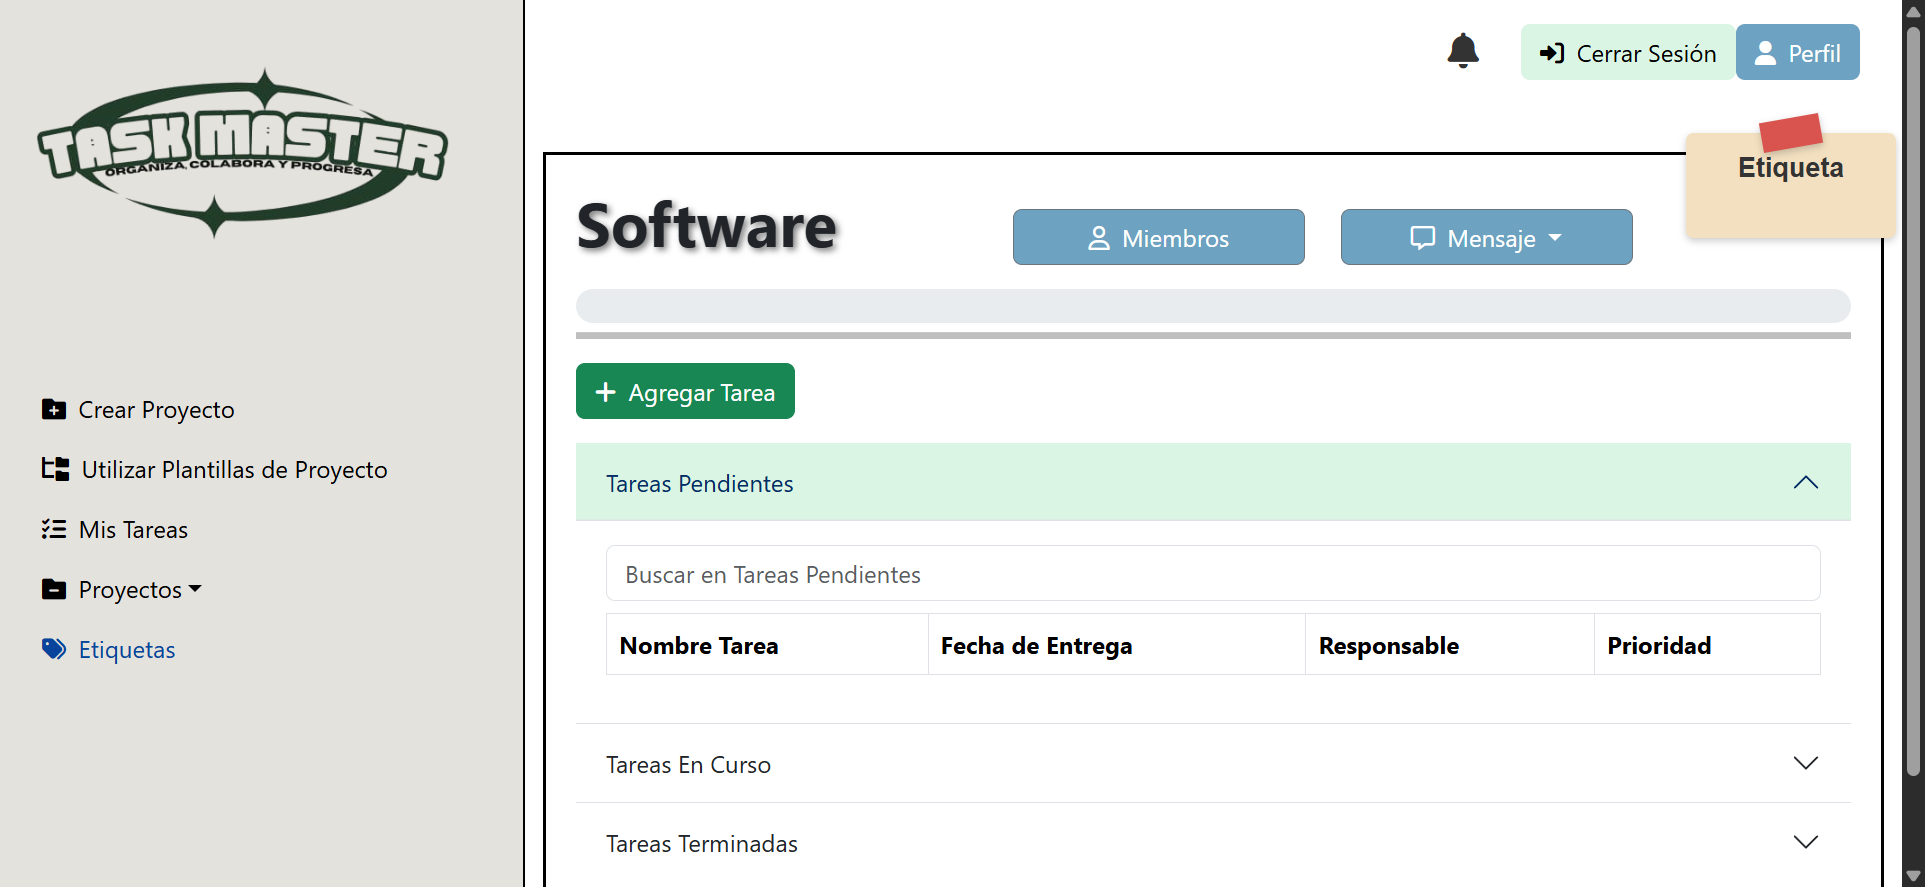 TASK MASTER
ORGANIZA, COLABORA Y PROGRESA
Crear Proyecto
Utilizar Plantillas de Proyecto
Mis Tareas
Proyectos
Etiquetas
Cerrar Sesión
Perfil
Etiqueta
Software
Miembros
Mensaje
Agregar Tarea
Tareas Pendientes
Buscar en Tareas Pendientes
Nombre Tarea Fecha de Entrega Responsable Prioridad
Tareas En Curso
Tareas Terminadas